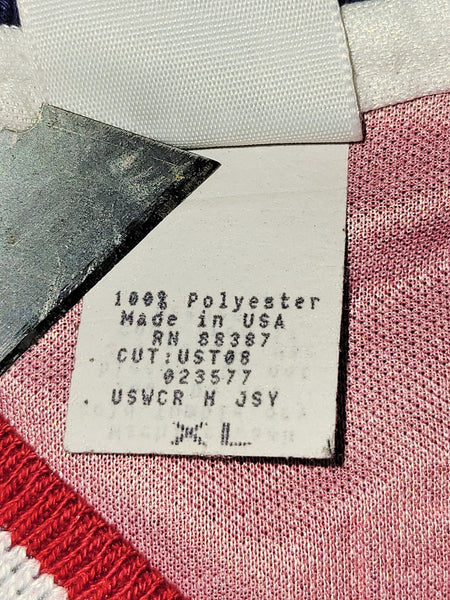 100% Polyester
Made in USA
RN 88387
CUT:UST08
023577
USWCR M JSY
XL